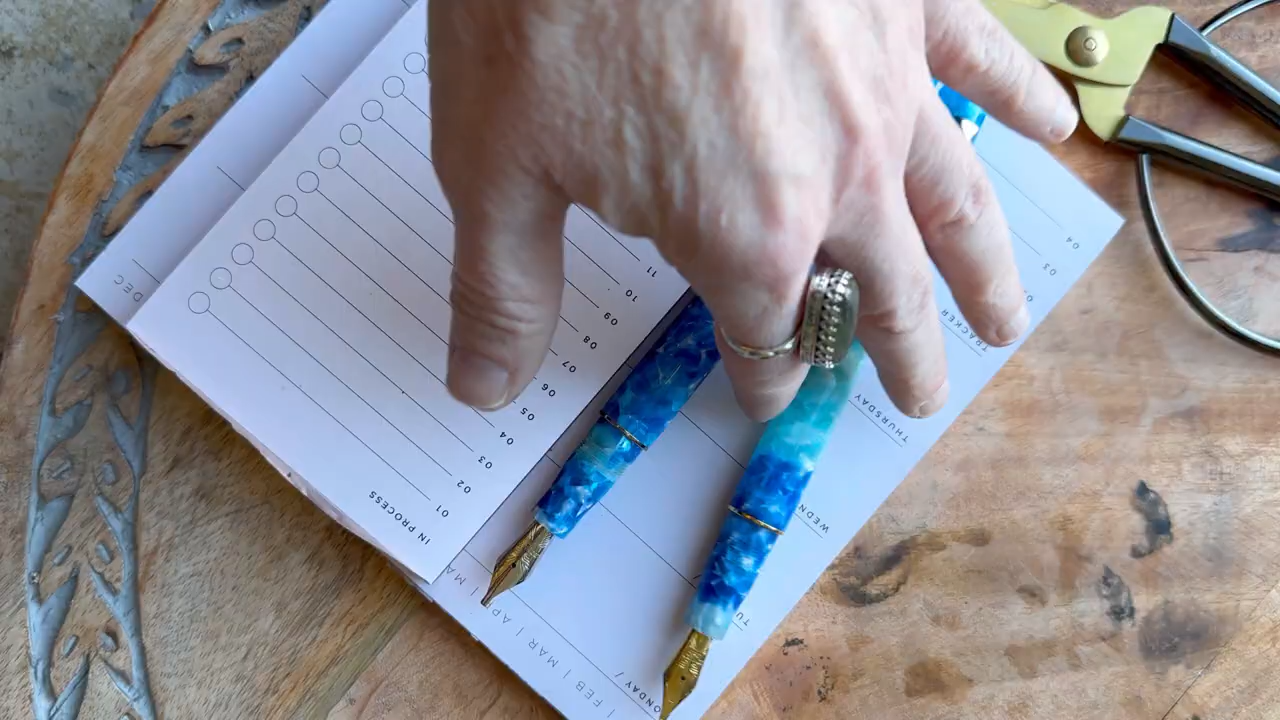 IN PROCESS
01
02
03
04
05
06
07
08
09
10
11
DEC
| FEB | MAR | APR | MA
ONDAY /
TU
WEDN
THURSDAY
TRACKER
03
04